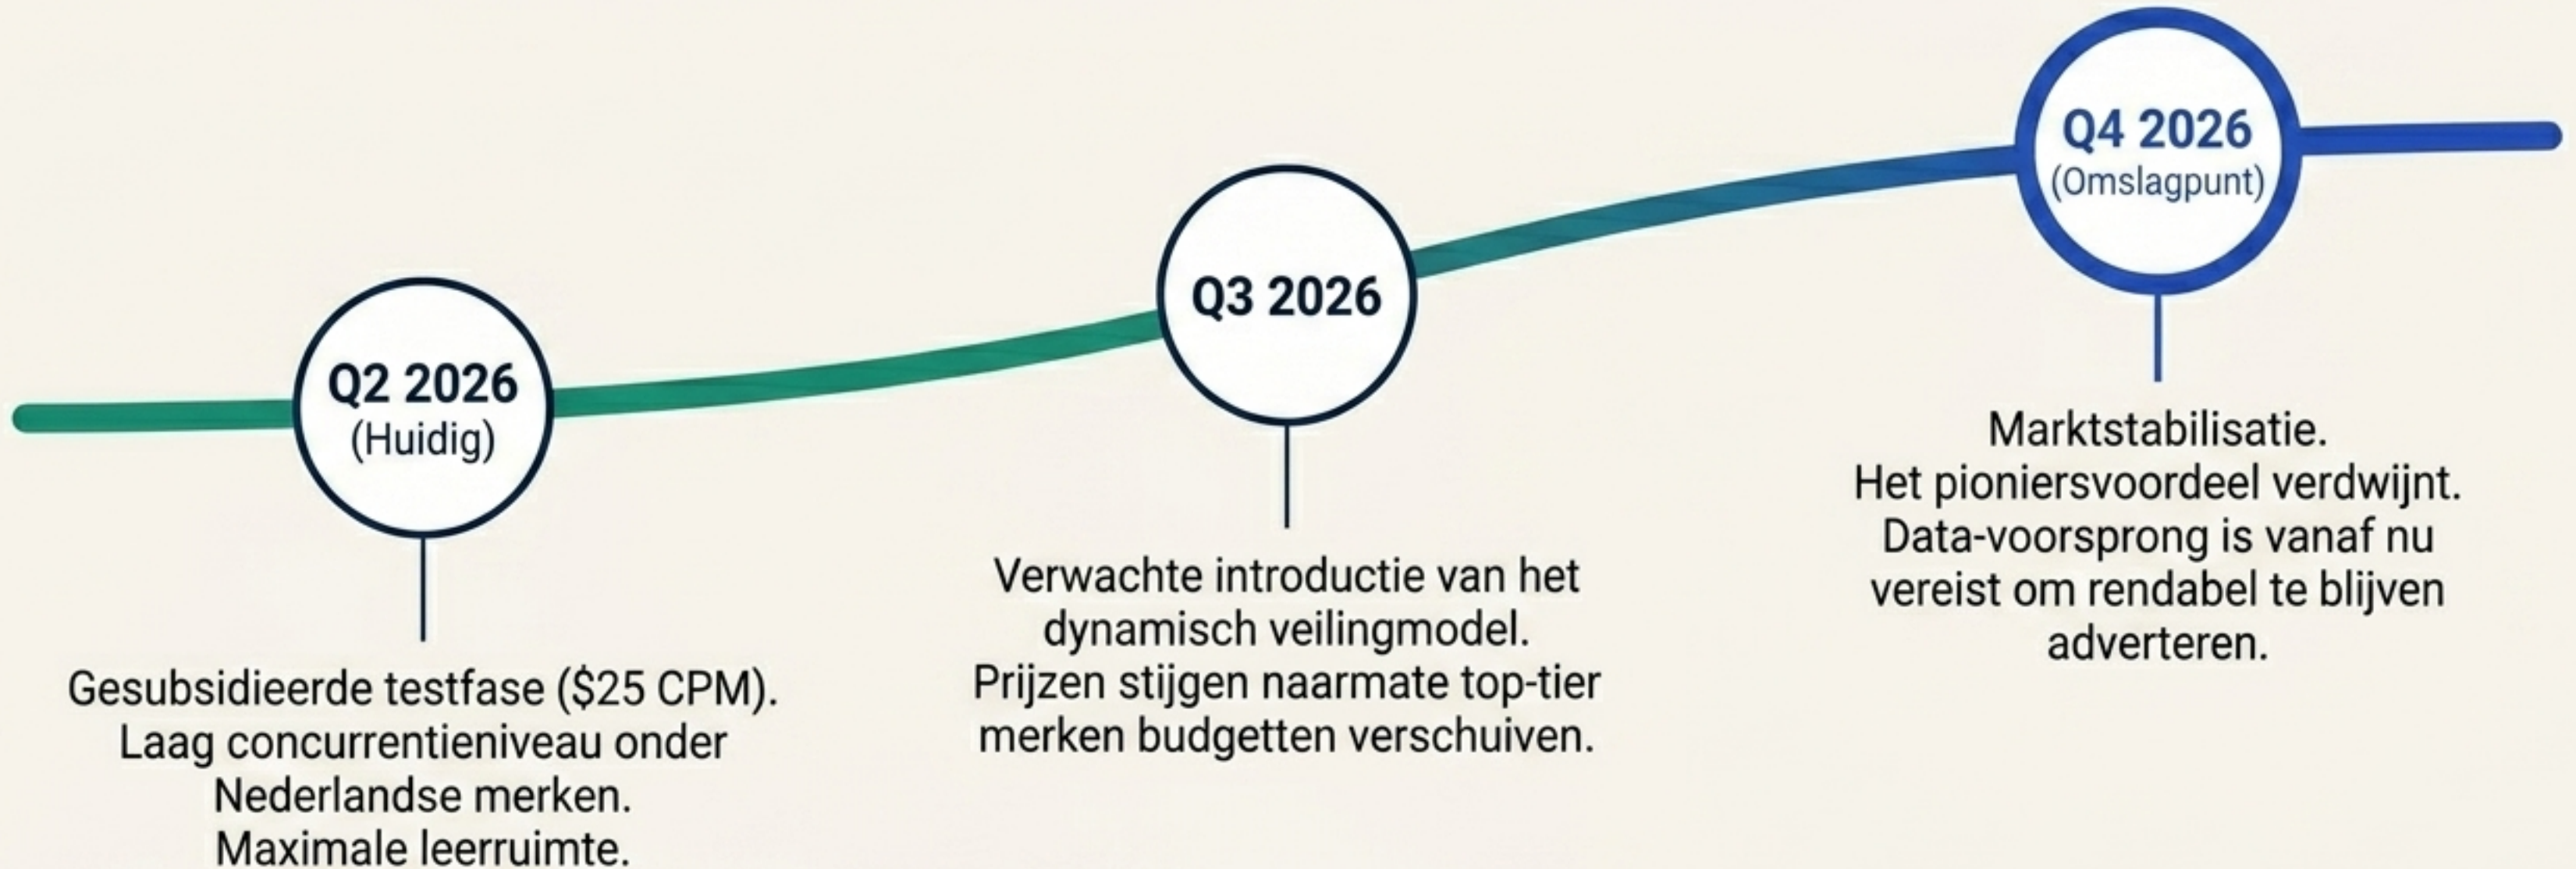 Q2 2026
(Huidig)
Gesubsidieerde testfase ($25 CPM).
Laag concurrentieniveau onder
Nederlandse merken.
Maximale leerruimte.
Q3 2026
Verwachte introductie van het
dynamisch veilingmodel.
Prijzen stijgen naarmate top-tier
merken budgetten verschuiven.
Q4 2026
(Omslagpunt)
Marktstabilisatie.
Het pioniersvoordeel verdwijnt.
Data-voorsprong is vanaf nu
vereist om rendabel te blijven
adverteren.